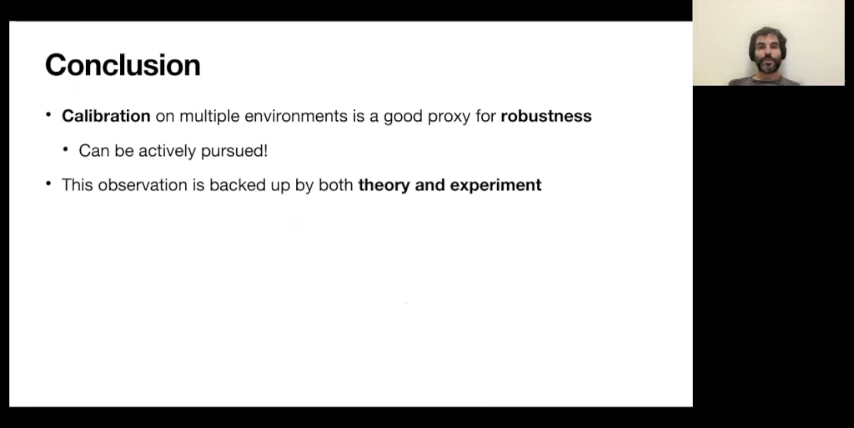 Conclusion
• Calibration on multiple environments is a good proxy for robustness
• Can be actively pursued!
• This observation is backed up by both theory and experiment